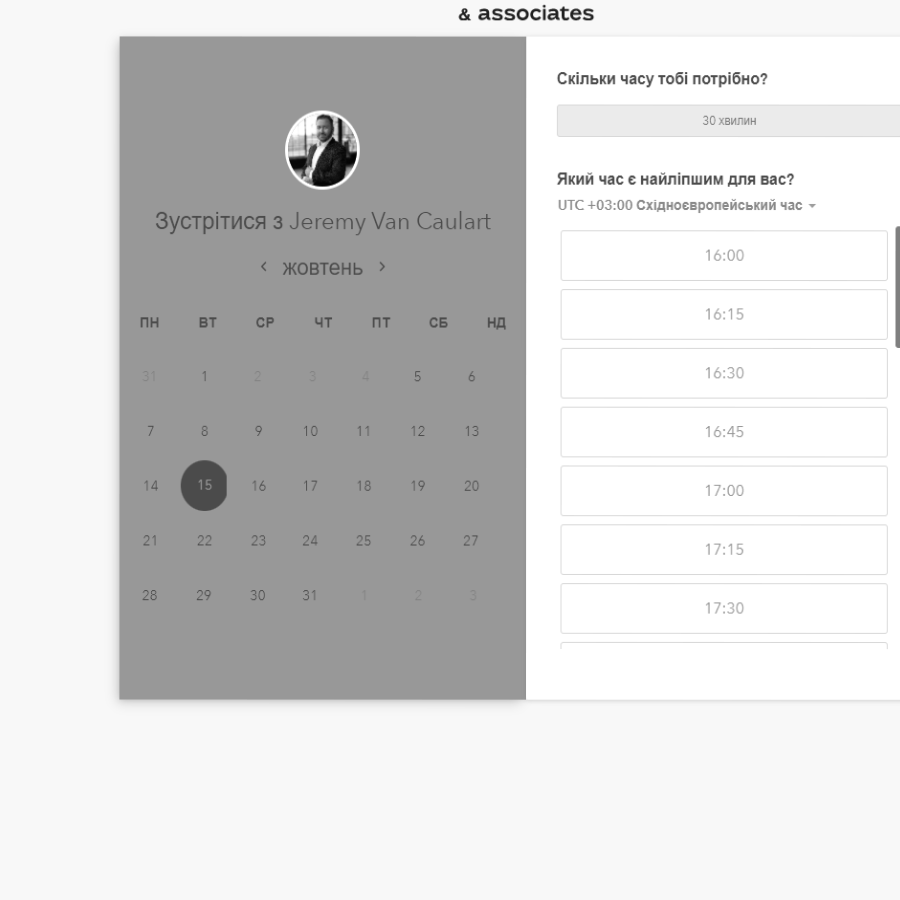 & associates
Зустрітися з Jeremy Van Caulart
‹ жовтень ›
ПН ВТ СР ЧТ ПТ СБ НД
31 1 2 3 4 5 6
7 8 9 10 11 12 13
14 15 16 17 18 19 20
21 22 23 24 25 26 27
28 29 30 31 1 2 3
Скільки часу тобі потрібно?
30 хвилин
Який час є найліпшим для вас?
UTC +03:00 Східноєвропейський час
16:00
16:15
16:30
16:45
17:00
17:15
17:30